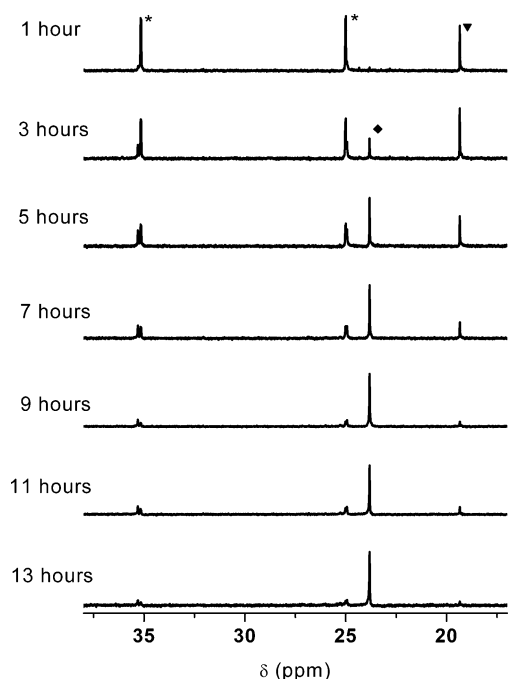 1 hour
* *
3 hours
5 hours
7 hours
9 hours
11 hours
13 hours
35 30 25 20
δ (ppm)